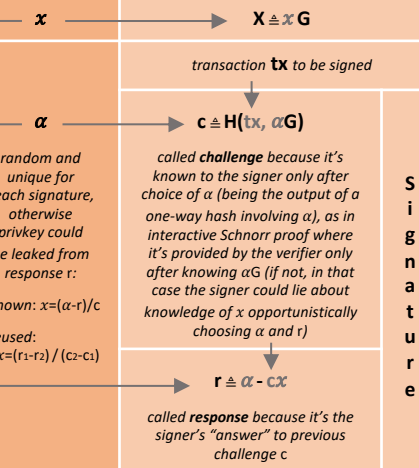 x
X ≜ x G
transaction tx to be signed
α
c ≜ H(tx, αG)
random and
unique for
each signature,
otherwise
privkey could
be leaked from
response r:
x=(α-r)/c
x=(r₁-r₂) / (c₂-c₁)
called challenge because it's
known to the signer only after
choice of α (being the output of a
one-way hash involving α), as in
interactive Schnorr proof where
it's provided by the verifier only
after knowing αG (if not, in that
case the signer could lie about
knowledge of x opportunistically
choosing α and r)
r ≜ α - cx
called response because it's the
signer's “answer” to previous
challenge c
S
i
g
n
a
t
u
r
e